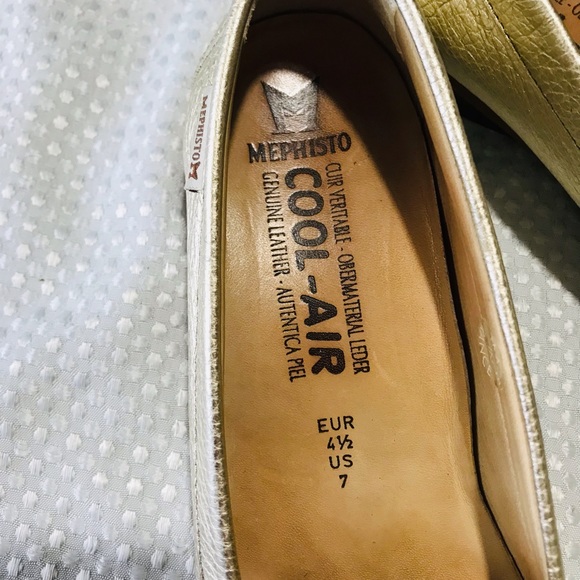 MEPHISTO
CUIR VERITABLE - OBERMATERIAL LEDER
COOL-AIR
GENUINE LEATHER - AUTENTICA PIEL
EUR
4½
US
7
MEPHISTO